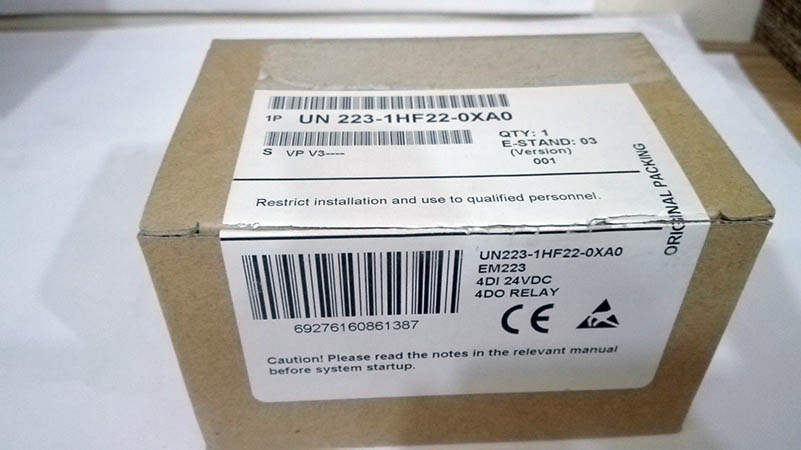 1P UN 223-1HF22-0XA0
S VP V3----
QTY: 1
E-STAND: 03
(Version)
001
Restrict installation and use to qualified personnel.
ORIGINAL PACKING
UN223-1HF22-0XA0
EM223
4DI 24VDC
4DO RELAY
CE
69276160861387
Caution! Please read the notes in the relevant manual
before system startup.